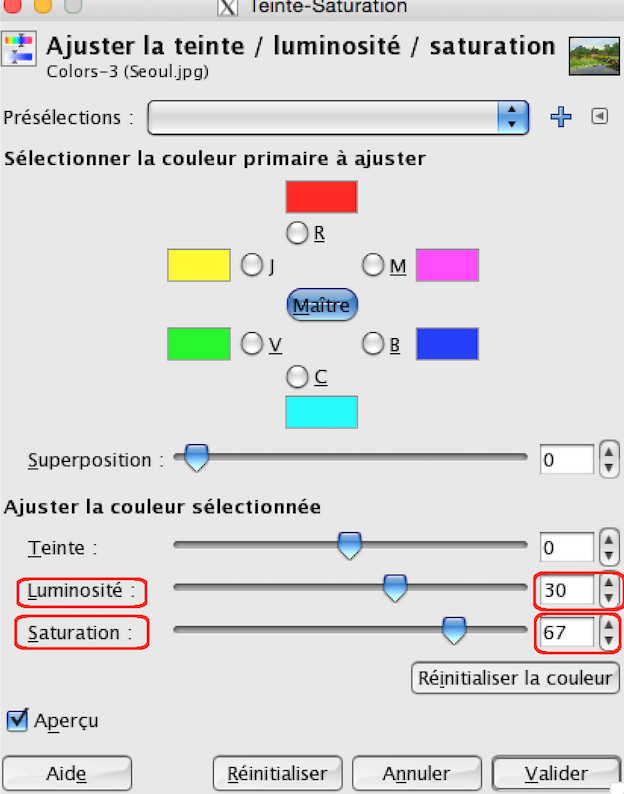 Teinte-Saturation
Ajuster la teinte / luminosité / saturation
Colors-3 (Seoul.jpg)
Présélections :
Sélectionner la couleur primaire à ajuster
R
J
M
Maître
V
B
C
Superposition : 0
Ajuster la couleur sélectionnée
Teinte : 0
Luminosité : 30
Saturation : 67
Réinitialiser la couleur
Aperçu
Aide Réinitialiser Annuler Valider